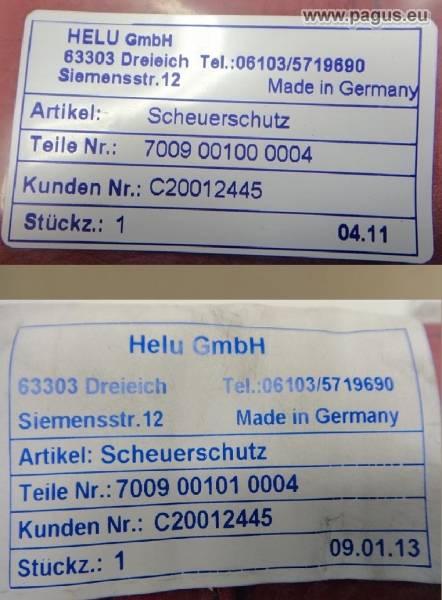 www.pagus.eu
HELU GmbH
63303 Dreieich Tel.:06103/5719690
Siemensstr.12 Made in Germany
Artikel: Scheuerschutz
Teile Nr.: 7009 00100 0004
Kunden Nr.: C20012445
Stückz.: 1 04.11
Helu GmbH
63303 Dreieich Tel.:06103/5719690
Siemensstr.12 Made in Germany
Artikel: Scheuerschutz
Teile Nr.: 7009 00101 0004
Kunden Nr.: C20012445
Stückz.: 1 09.01.13